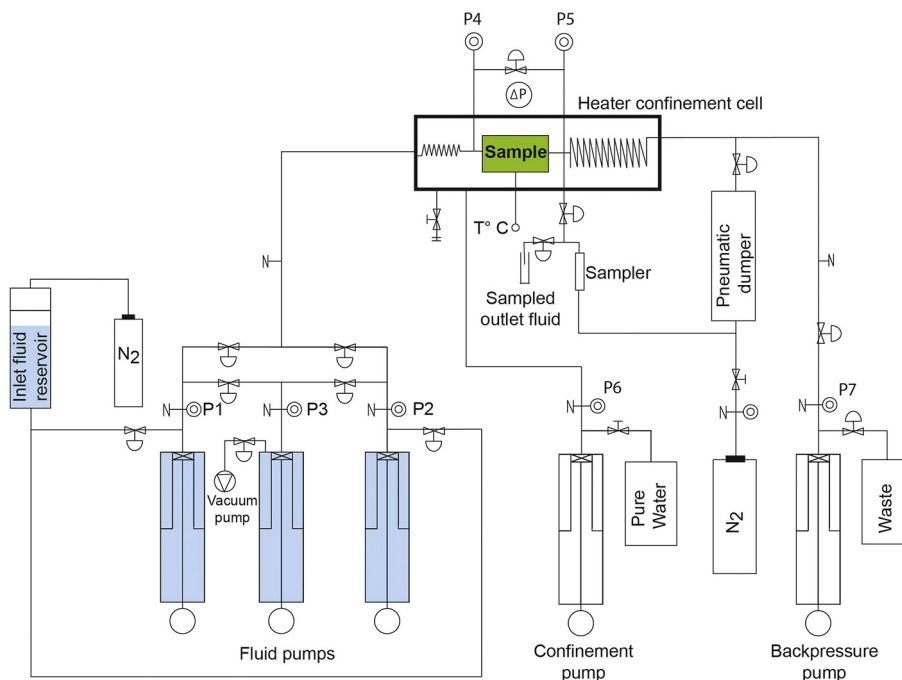 P4
P5
ΔP
Heater confinement cell
Sample
T° C
Sampler
Sampled
outlet fluid
Pneumatic
dumper
Inlet fluid
reservoir
N2
P1
P3
P2
P6
P7
Vacuum
pump
Pure
Water
N2
Waste
Fluid pumps
Confinement
pump
Backpressure
pump